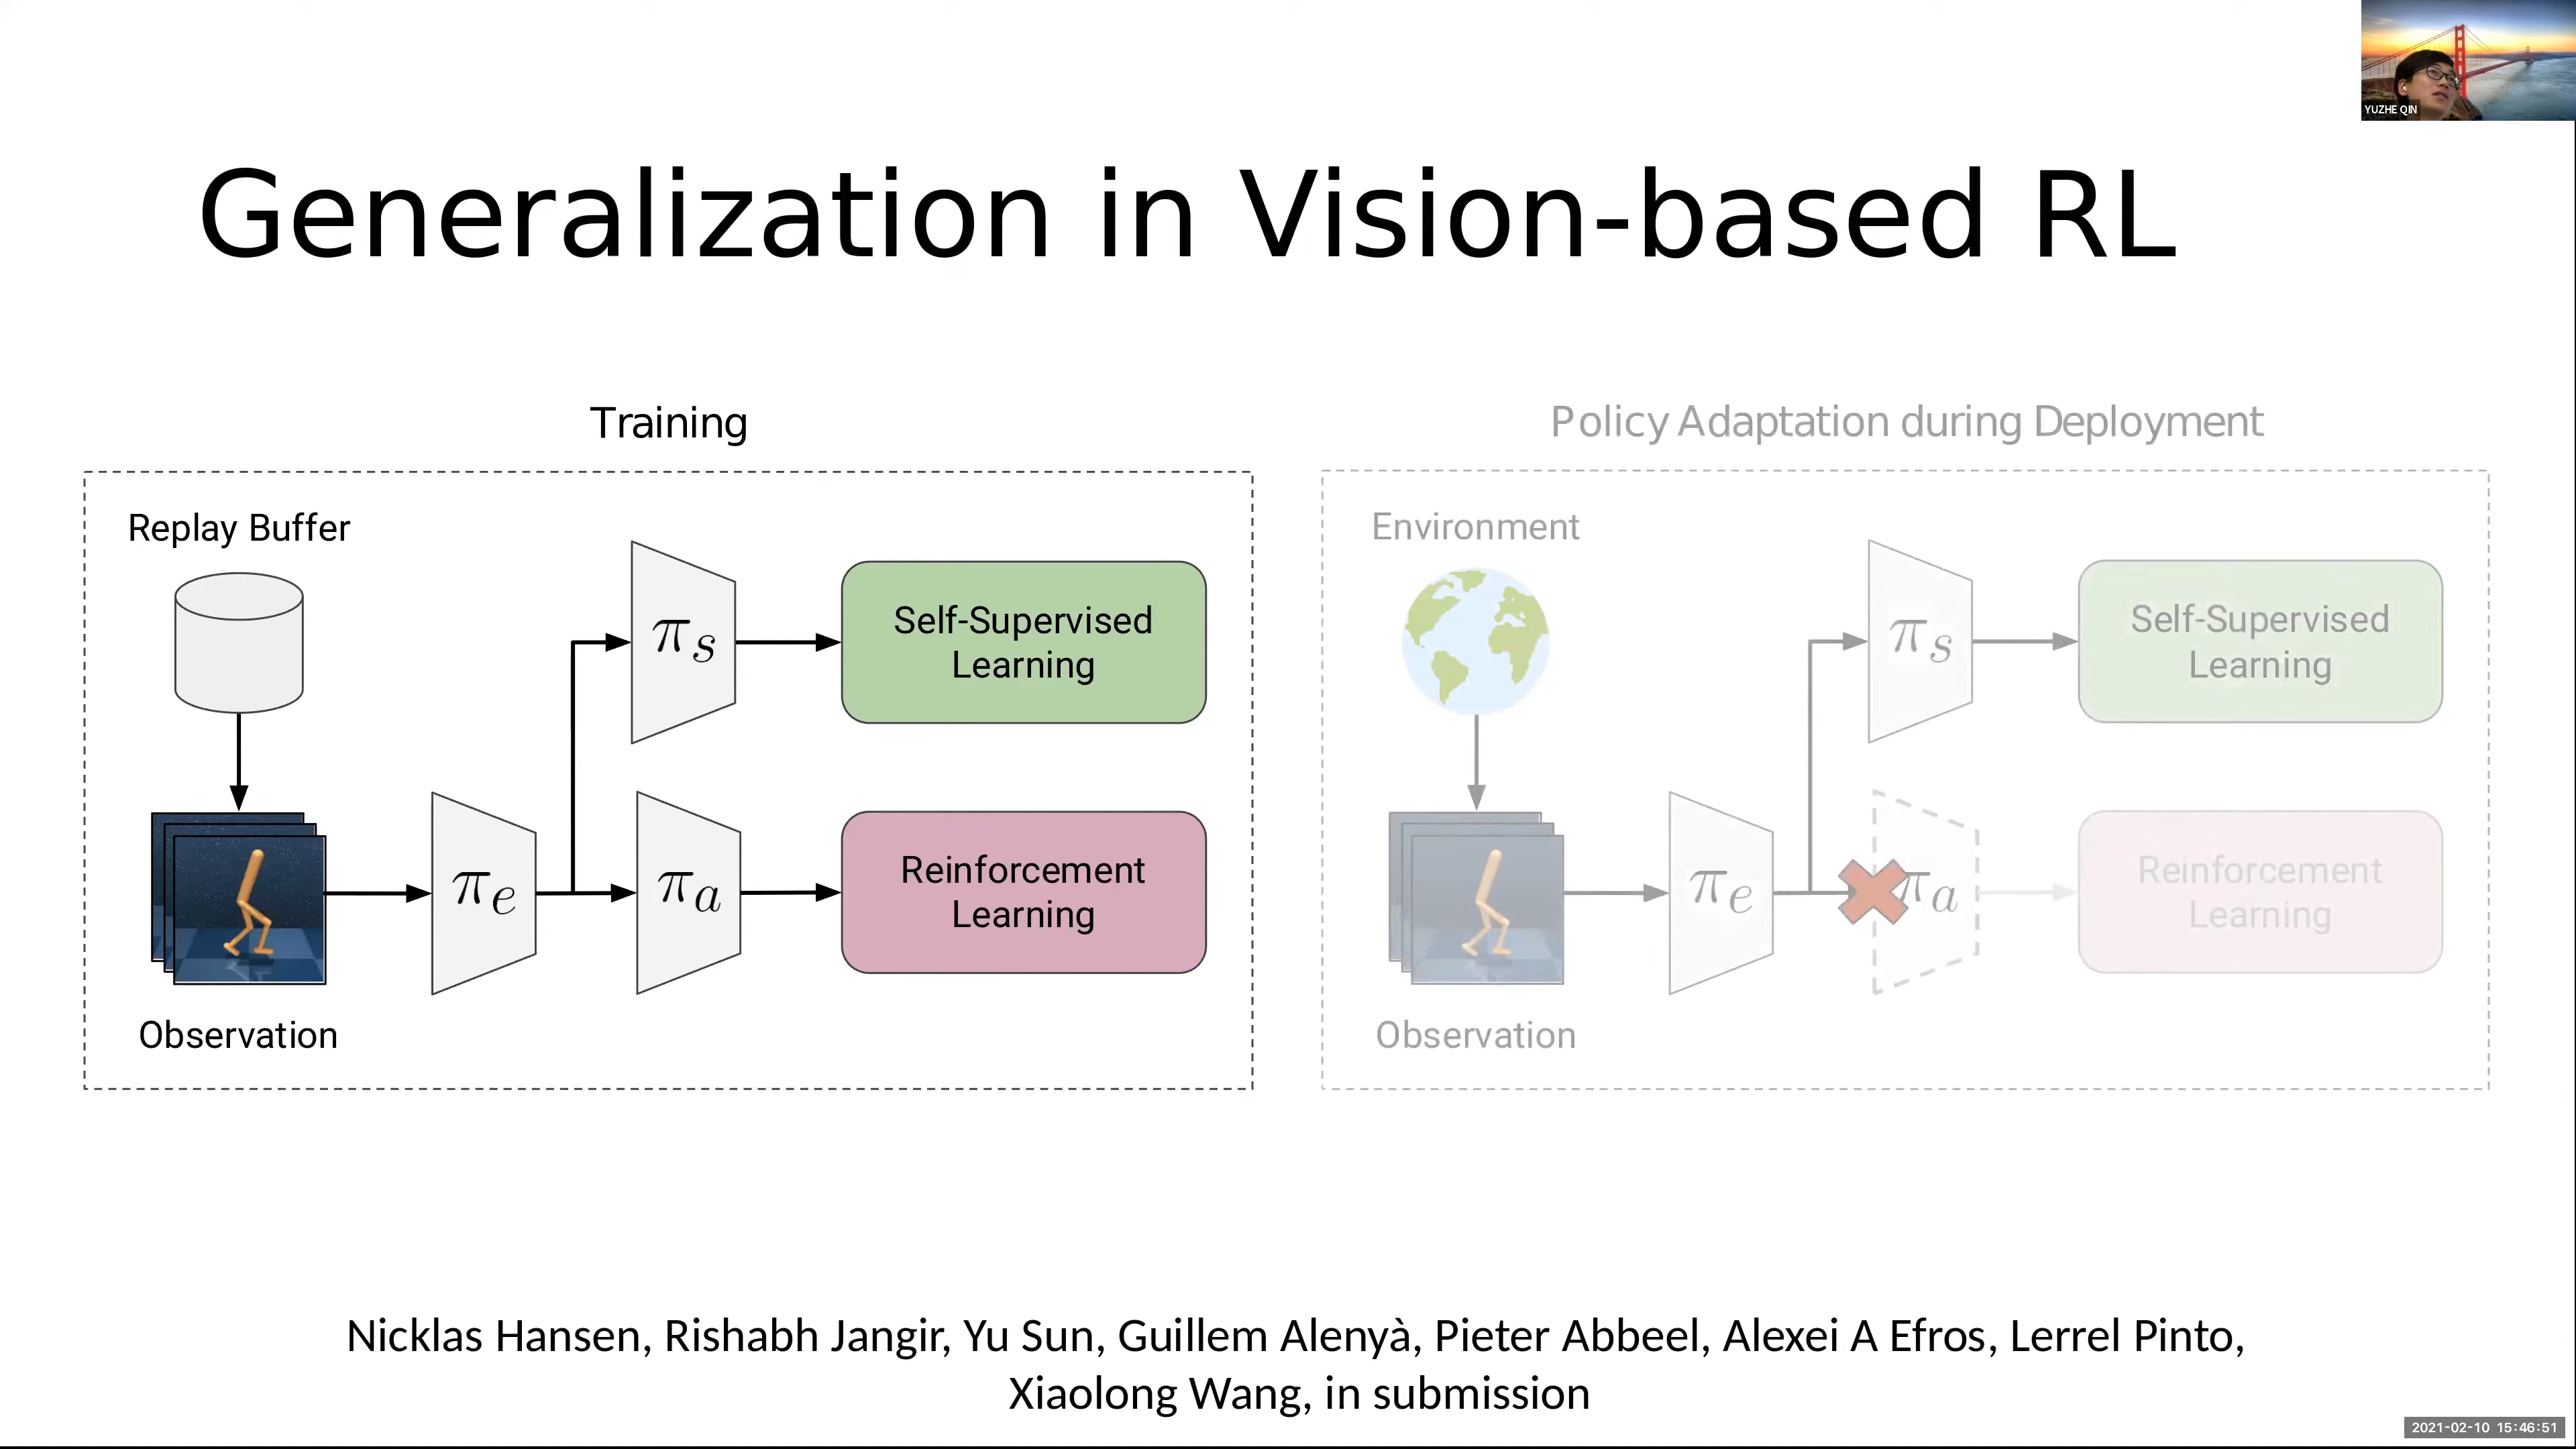 YUZHE QIN
Generalization in Vision-based RL
Training
Replay Buffer
πs
Self-Supervised
Learning
πe
πa
Reinforcement
Learning
Observation
Policy Adaptation during Deployment
Environment
πs
Self-Supervised
Learning
πe
πa
Reinforcement
Learning
Observation
Nicklas Hansen, Rishabh Jangir, Yu Sun, Guillem Alenyà, Pieter Abbeel, Alexei A Efros, Lerrel Pinto,
Xiaolong Wang, in submission
2021-02-10 15:46:51